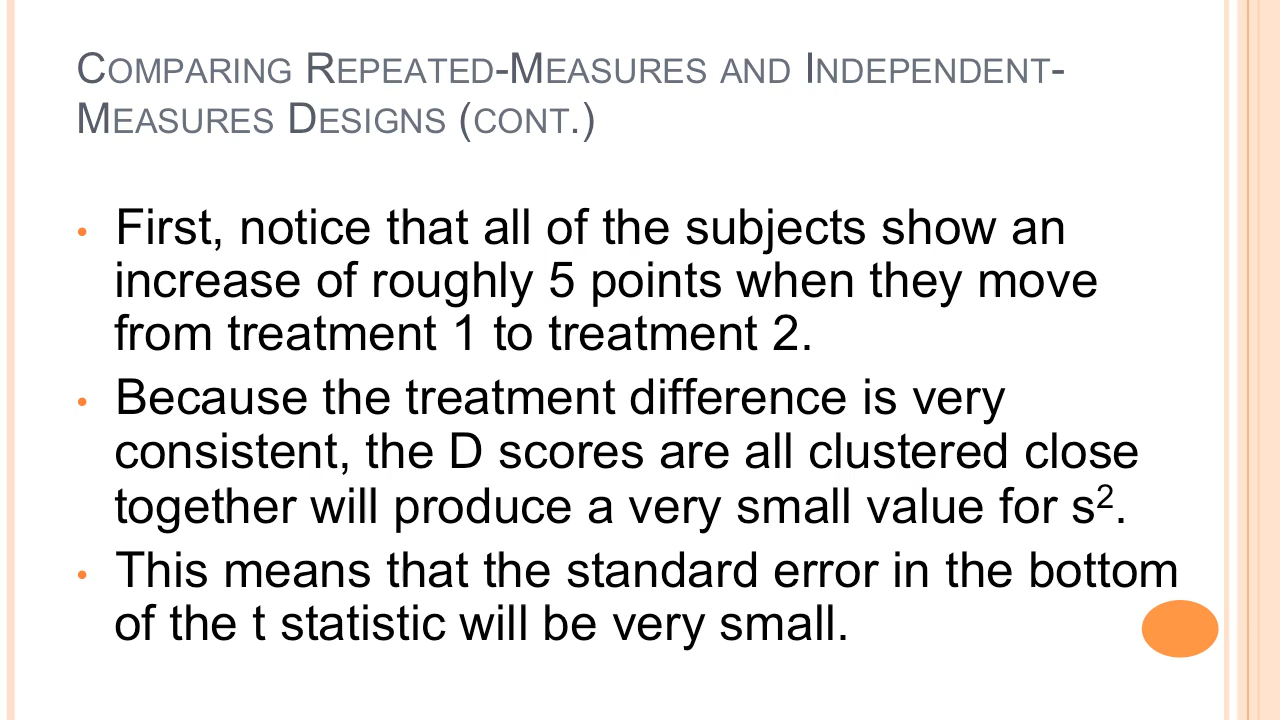 Comparing Repeated-Measures and Independent-
Measures Designs (cont.)
• First, notice that all of the subjects show an
increase of roughly 5 points when they move
from treatment 1 to treatment 2.
• Because the treatment difference is very
consistent, the D scores are all clustered close
together will produce a very small value for s².
• This means that the standard error in the bottom
of the t statistic will be very small.